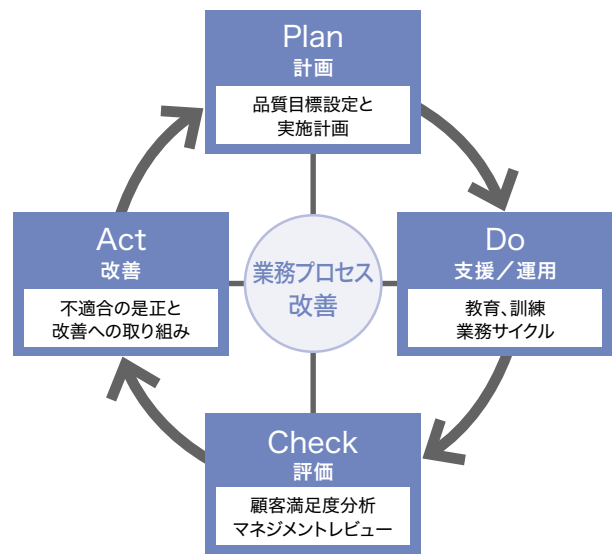 Plan
計画
品質目標設定と
実施計画
Act
改善
不適合の是正と
改善への取り組み
業務プロセス
改善
Do
支援／運用
教育、訓練
業務サイクル
Check
評価
顧客満足度分析
マネジメントレビュー